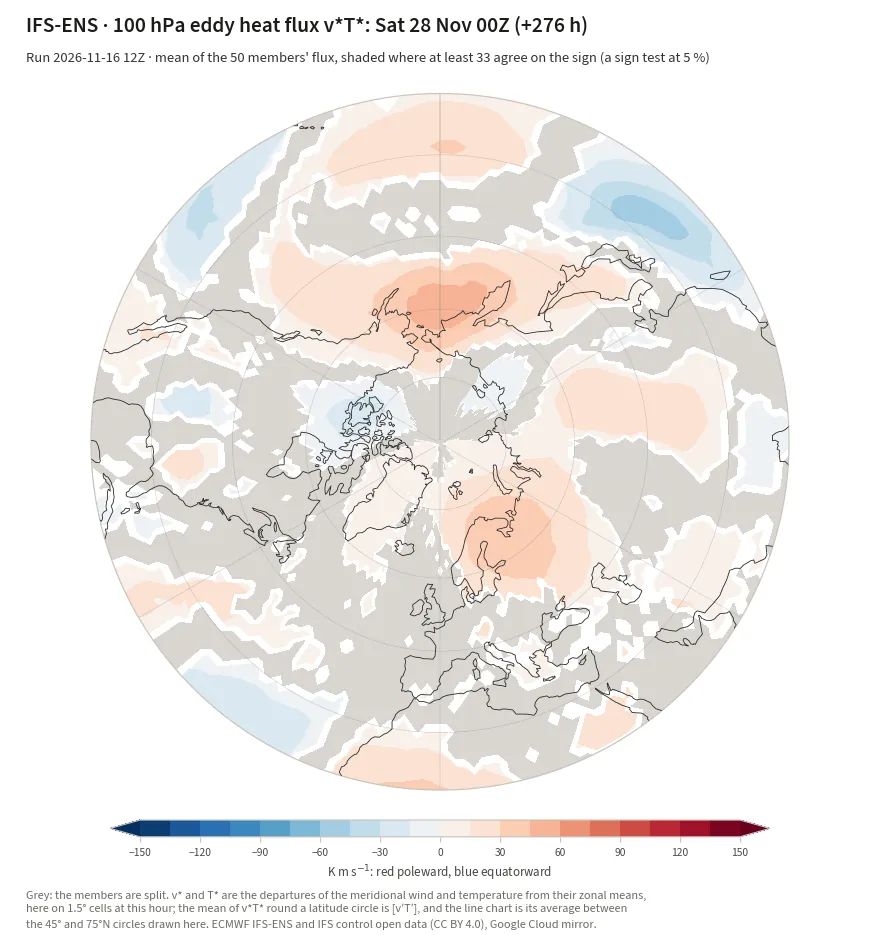 IFS-ENS · 100 hPa eddy heat flux v*T*: Sat 28 Nov 00Z (+276 h)
Run 2026-11-16 12Z · mean of the 50 members' flux, shaded where at least 33 agree on the sign (a sign test at 5 %)
−150 −120 −90 −60 −30 0 30 60 90 120 150
K m s⁻¹: red poleward, blue equatorward
Grey: the members are split. v* and T* are the departures of the meridional wind and temperature from their zonal means,
here on 1.5° cells at this hour; the mean of v*T* round a latitude circle is [v'T'], and the line chart is its average between
the 45° and 75°N circles drawn here. ECMWF IFS-ENS and IFS control open data (CC BY 4.0), Google Cloud mirror.